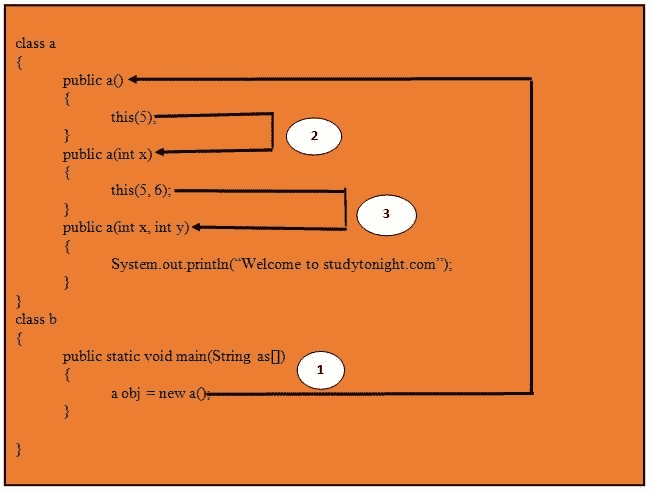 class a
{
public a()
{
this(5);
}
2
public a(int x)
{
this(5, 6);
}
3
public a(int x, int y)
{
System.out.println(“Welcome to studytonight.com”);
}
}
class b
{
public static void main(String as[])
1
{
a obj = new a();
}
}